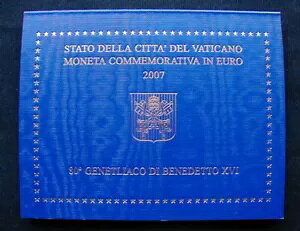 STATO DELLA CITTA' DEL VATICANO
MONETA COMMEMORATIVA IN EURO
2007
80° GENETLIACO DI BENEDETTO XVI